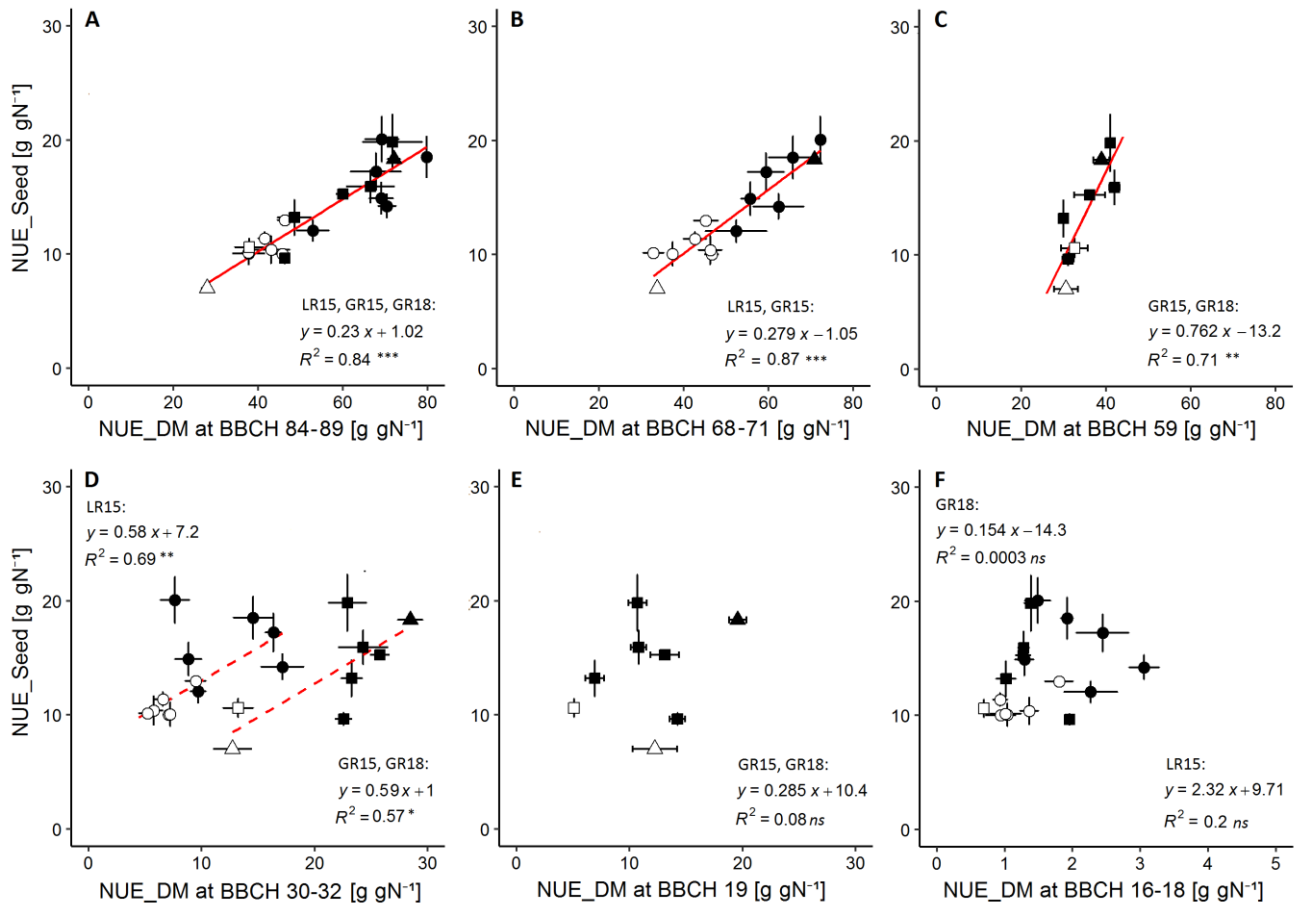 A
NUE_Seed [g gN⁻¹]
30
20
10
0
LR15, GR15, GR18:
y = 0.23 x + 1.02
R² = 0.84 ***
0 20 40 60 80
NUE_DM at BBCH 84-89 [g gN⁻¹]
B
30
20
10
0
LR15, GR15:
y = 0.279 x −1.05
R² = 0.87 ***
0 20 40 60 80
NUE_DM at BBCH 68-71 [g gN⁻¹]
C
30
20
10
0
GR15, GR18:
y = 0.762 x −13.2
R² = 0.71 **
0 20 40 60 80
NUE_DM at BBCH 59 [g gN⁻¹]
D
NUE_Seed [g gN⁻¹]
30
20
10
0
LR15:
y = 0.58 x + 7.2
R² = 0.69 **
GR15, GR18:
y = 0.59 x + 1
R² = 0.57 *
0 10 20 30
NUE_DM at BBCH 30-32 [g gN⁻¹]
E
30
20
10
0
GR15, GR18:
y = 0.285 x + 10.4
R² = 0.08 ns
0 10 20 30
NUE_DM at BBCH 19 [g gN⁻¹]
F
30
20
10
0
GR18:
y = 0.154 x −14.3
R² = 0.0003 ns
LR15:
y = 2.32 x + 9.71
R² = 0.2 ns
0 1 2 3 4 5
NUE_DM at BBCH 16-18 [g gN⁻¹]